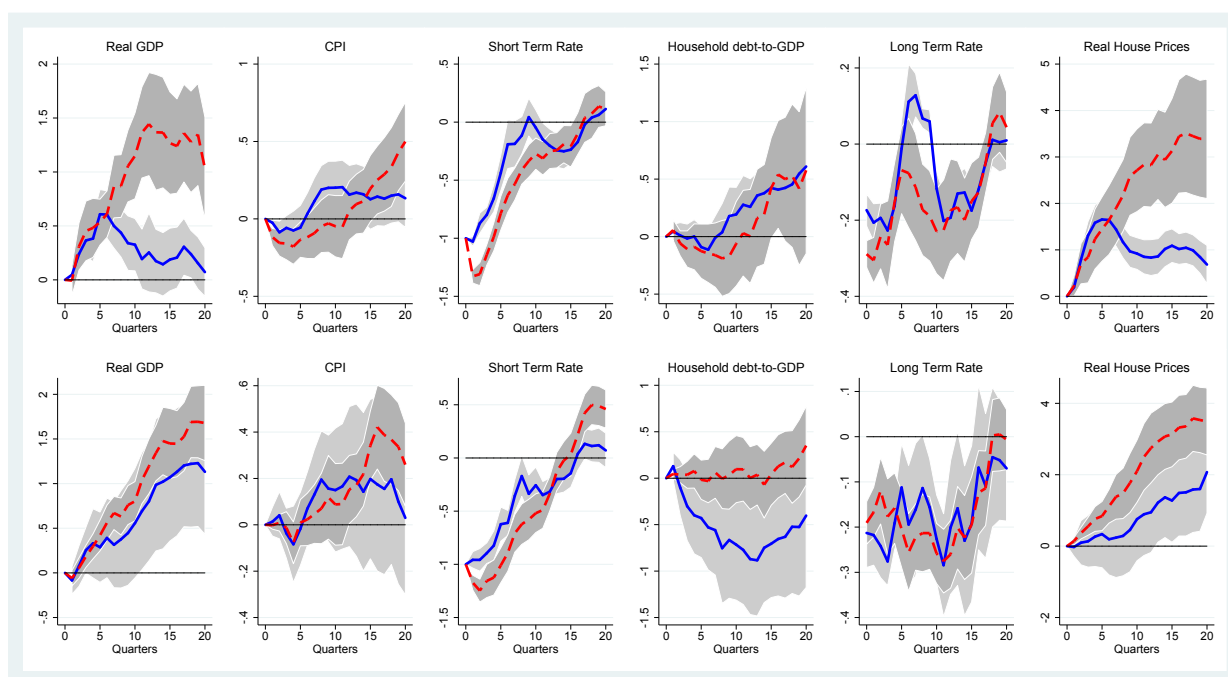 Real GDP
CPI
Short Term Rate
Household debt-to-GDP
Long Term Rate
Real House Prices
2
1.5
1
.5
0
0 5 10 15 20
Quarters
1
.5
0
-.5
0 5 10 15 20
Quarters
.5
0
-.5
-1
-1.5
0 5 10 15 20
Quarters
1.5
1
.5
0
-.5
0 5 10 15 20
Quarters
.2
0
-.2
-.4
0 5 10 15 20
Quarters
5
4
3
2
1
0
0 5 10 15 20
Quarters
Real GDP
CPI
Short Term Rate
Household debt-to-GDP
Long Term Rate
Real House Prices
2
1.5
1
.5
0
-.5
0 5 10 15 20
Quarters
.6
.4
.2
0
-.2
-.4
0 5 10 15 20
Quarters
.5
0
-.5
-1
-1.5
0 5 10 15 20
Quarters
1
.5
0
-.5
-1
-1.5
0 5 10 15 20
Quarters
.1
0
-.1
-.2
-.3
-.4
0 5 10 15 20
Quarters
4
2
0
-2
0 5 10 15 20
Quarters